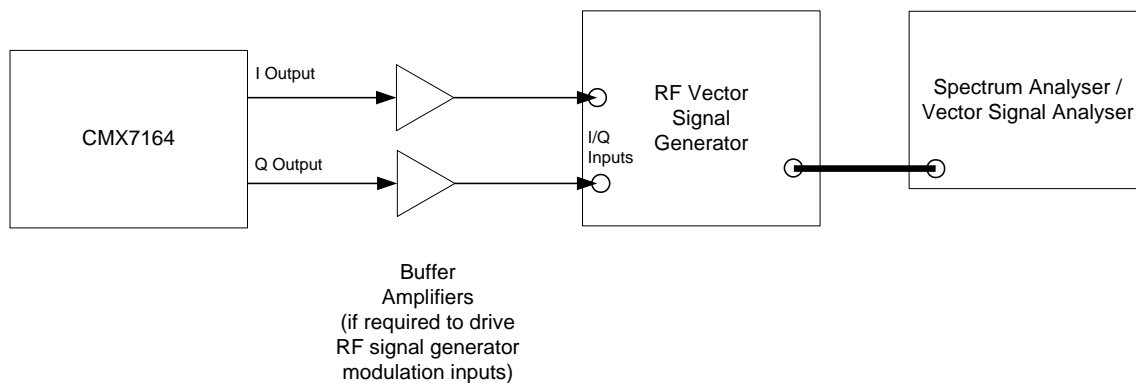 CMX7164
I Output
Q Output
I/Q
Inputs
RF Vector
Signal
Generator
Spectrum Analyser /
Vector Signal Analyser
Buffer
Amplifiers
(if required to drive
RF signal generator
modulation inputs)